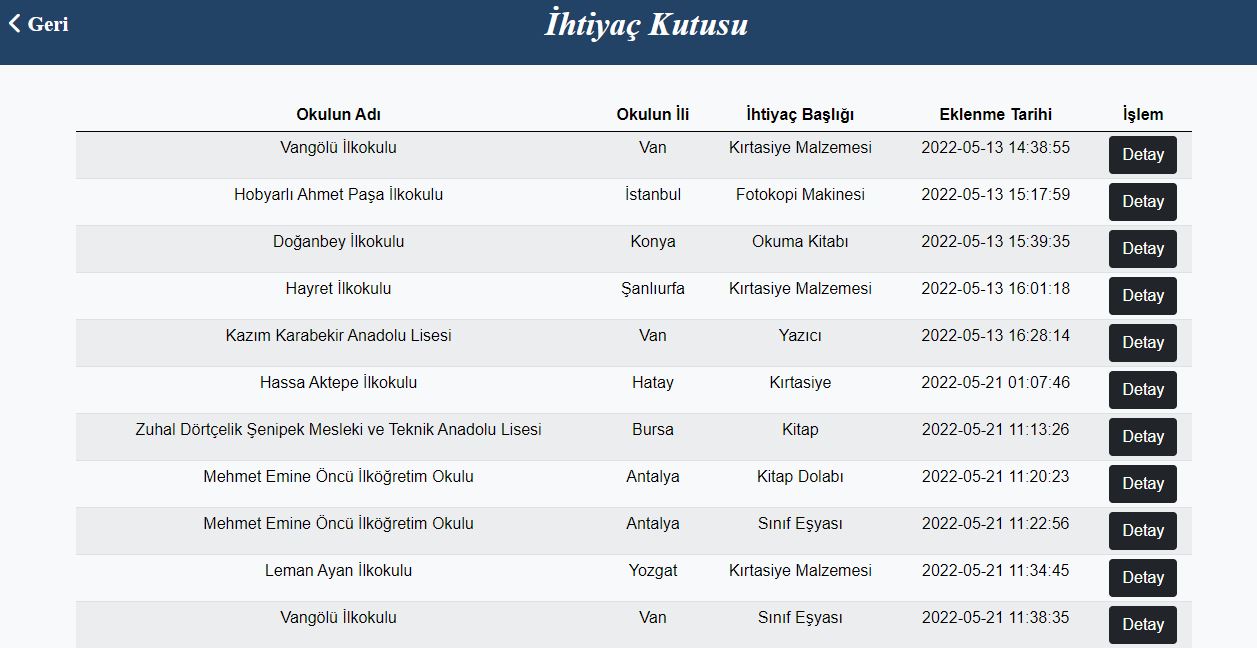 Geri
İhtiyaç Kutusu
Okulun Adı Okulun İli İhtiyaç Başlığı Eklenme Tarihi İşlem
Vangölü İlkokulu Van Kırtasiye Malzemesi 2022-05-13 14:38:55 Detay
Hobyarlı Ahmet Paşa İlkokulu İstanbul Fotokopi Makinesi 2022-05-13 15:17:59 Detay
Doğanbey İlkokulu Konya Okuma Kitabı 2022-05-13 15:39:35 Detay
Hayret İlkokulu Şanlıurfa Kırtasiye Malzemesi 2022-05-13 16:01:18 Detay
Kazım Karabekir Anadolu Lisesi Van Yazıcı 2022-05-13 16:28:14 Detay
Hassa Aktepe İlkokulu Hatay Kırtasiye 2022-05-21 01:07:46 Detay
Zuhal Dörtçelik Şenipek Mesleki ve Teknik Anadolu Lisesi Bursa Kitap 2022-05-21 11:13:26 Detay
Mehmet Emine Öncü İlköğretim Okulu Antalya Kitap Dolabı 2022-05-21 11:20:23 Detay
Mehmet Emine Öncü İlköğretim Okulu Antalya Sınıf Eşyası 2022-05-21 11:22:56 Detay
Leman Ayan İlkokulu Yozgat Kırtasiye Malzemesi 2022-05-21 11:34:45 Detay
Vangölü İlkokulu Van Sınıf Eşyası 2022-05-21 11:38:35 Detay